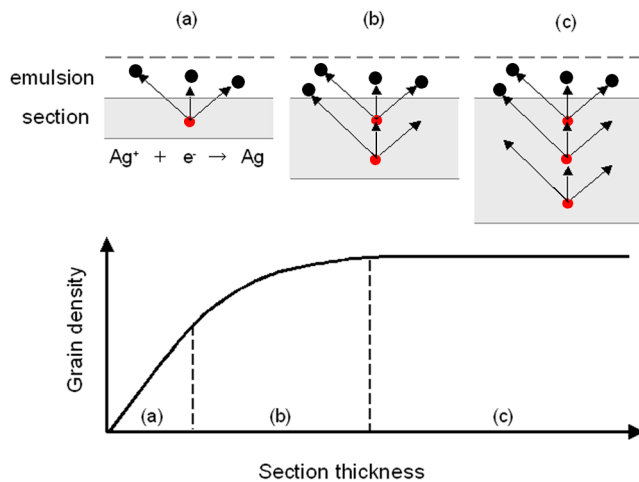 (a) (b) (c)
emulsion
section
Ag⁺ + e⁻ → Ag
Grain density
(a) (b) (c)
Section thickness